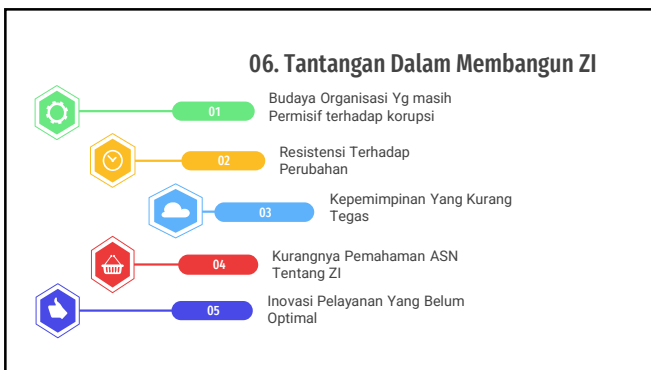 06. Tantangan Dalam Membangun ZI
01
Budaya Organisasi Yg masih
Permisif terhadap korupsi
02
Resistensi Terhadap
Perubahan
03
Kepemimpinan Yang Kurang
Tegas
04
Kurangnya Pemahaman ASN
Tentang ZI
05
Inovasi Pelayanan Yang Belum
Optimal